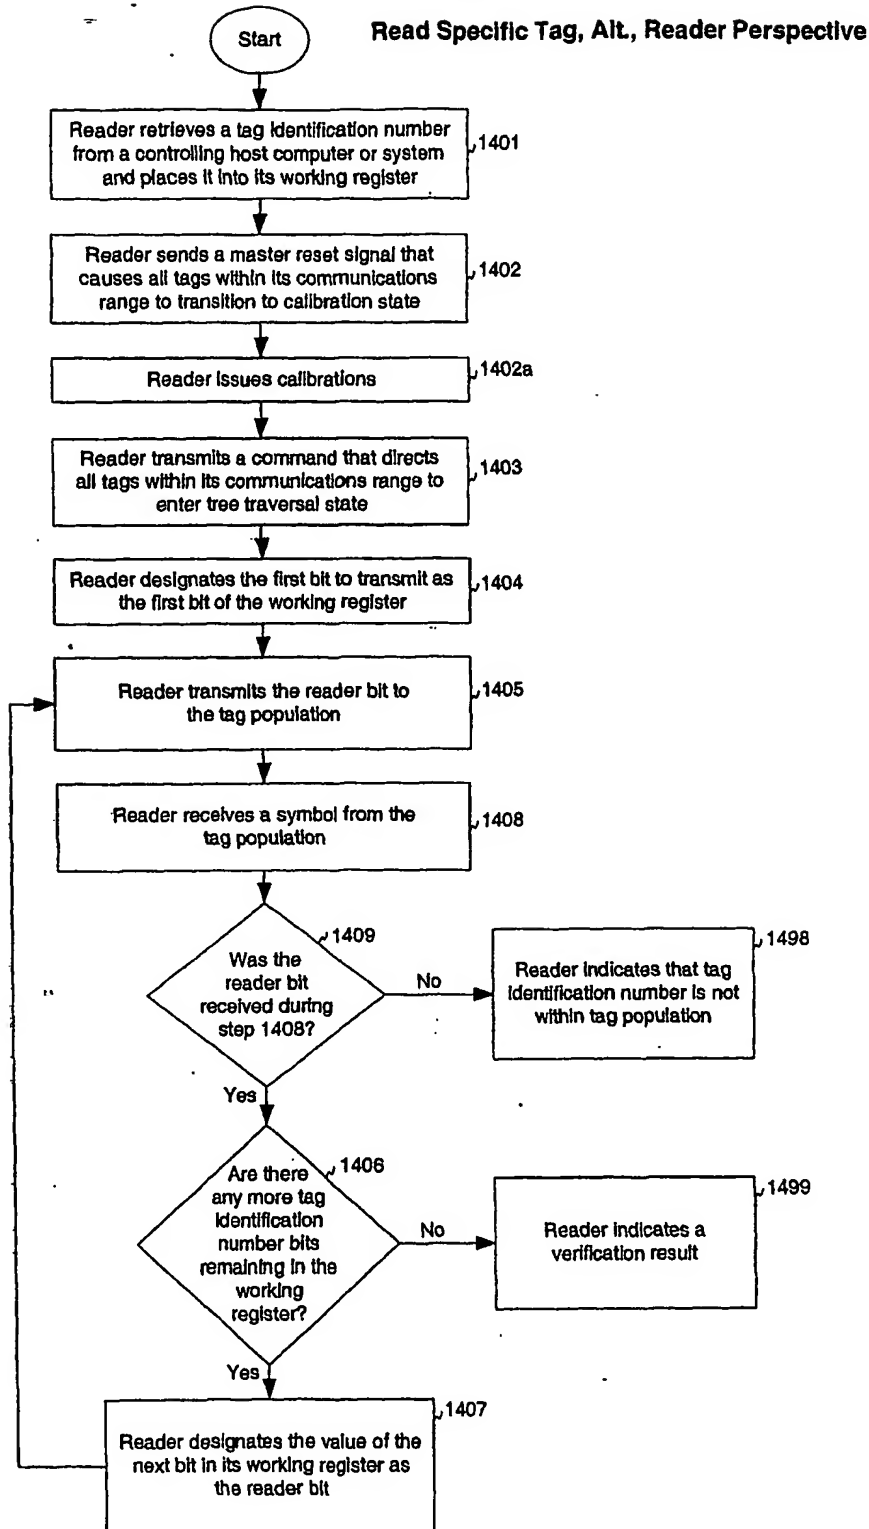 Read Specific Tag, Alt., Reader Perspective
Start
Reader retrieves a tag identification number
from a controlling host computer or system
and places it into its working register
1401
Reader sends a master reset signal that
causes all tags within its communications
range to transition to calibration state
1402
Reader issues calibrations
1402a
Reader transmits a command that directs
all tags within its communications range to
enter tree traversal state
1403
Reader designates the first bit to transmit as
the first bit of the working register
1404
Reader transmits the reader bit to
the tag population
1405
Reader receives a symbol from the
tag population
1408
Was the
reader bit
received during
step 1408?
1409
No
Reader indicates that tag
identification number is not
within tag population
1498
Yes
Are there
any more tag
identification
number bits
remaining in the
working
register?
1406
No
Reader indicates a
verification result
1499
Yes
Reader designates the value of the
next bit in its working register as
the reader bit
1407